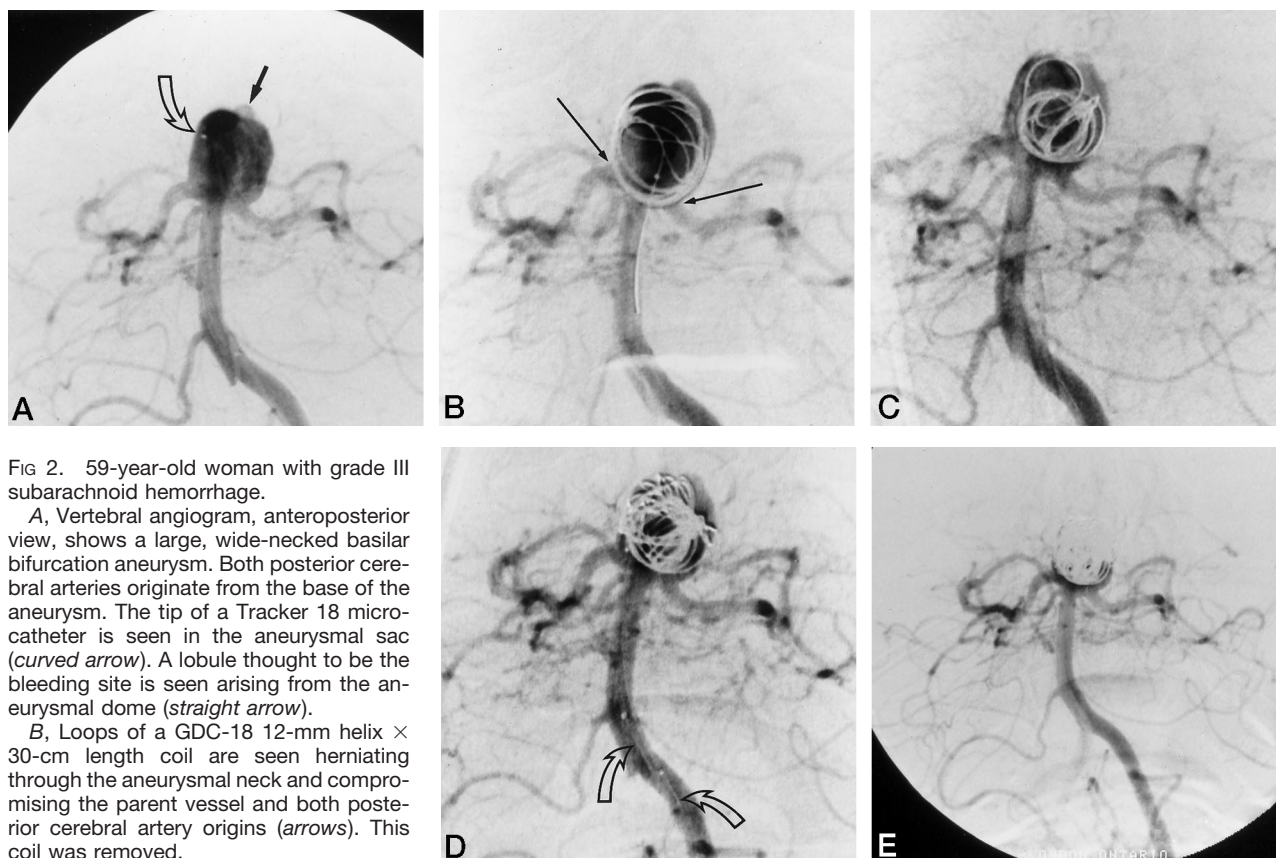 A
B
C
FIG 2. 59-year-old woman with grade III
subarachnoid hemorrhage.
A, Vertebral angiogram, anteroposterior
view, shows a large, wide-necked basilar
bifurcation aneurysm. Both posterior cere-
bral arteries originate from the base of the
aneurysm. The tip of a Tracker 18 micro-
catheter is seen in the aneurysmal sac
(curved arrow). A lobule thought to be the
bleeding site is seen arising from the an-
eurysmal dome (straight arrow).
B, Loops of a GDC-18 12-mm helix ×
30-cm length coil are seen herniating
through the aneurysmal neck and compro-
mising the parent vessel and both poste-
rior cerebral artery origins (arrows). This
coil was removed.
D
E
LONDON ONTARIO